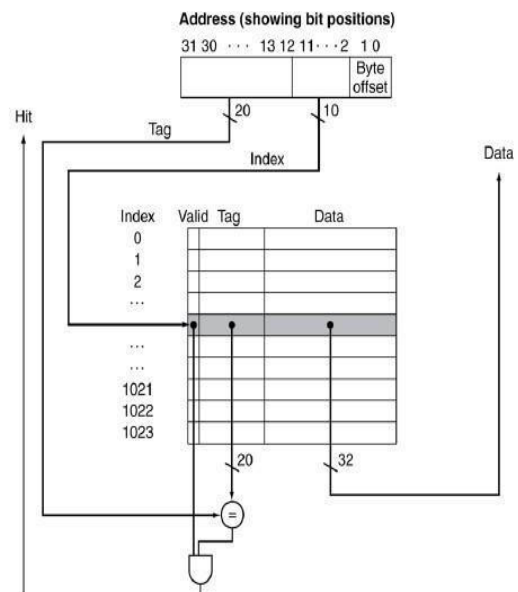 Address (showing bit positions)
31 30 ··· 13 12 11···2 1 0
Byte
offset
20
10
Hit
Tag
Index
Data
Index Valid Tag Data
0
1
2
···
···
···
1021
1022
1023
20
32
=